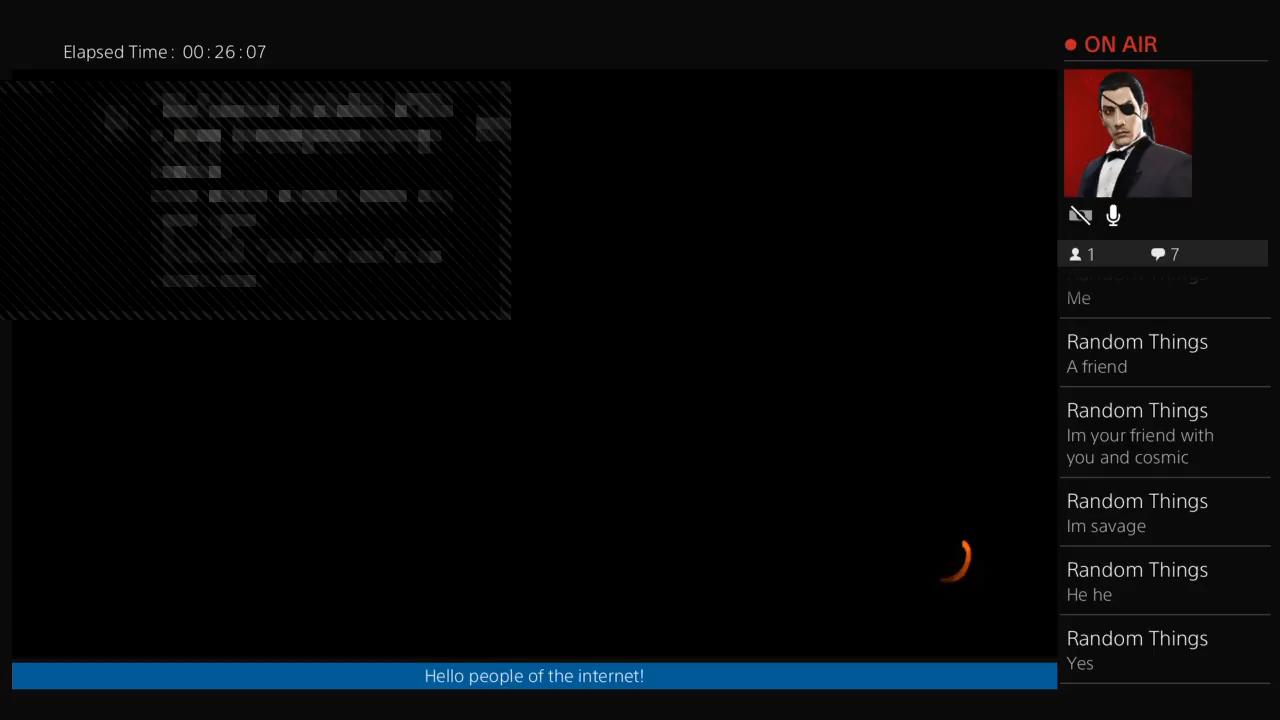 Elapsed Time: 00:26:07
ON AIR
1
7
Me
Random Things
A friend
Random Things
Im your friend with
you and cosmic
Random Things
Im savage
Random Things
He he
Random Things
Yes
Hello people of the internet!